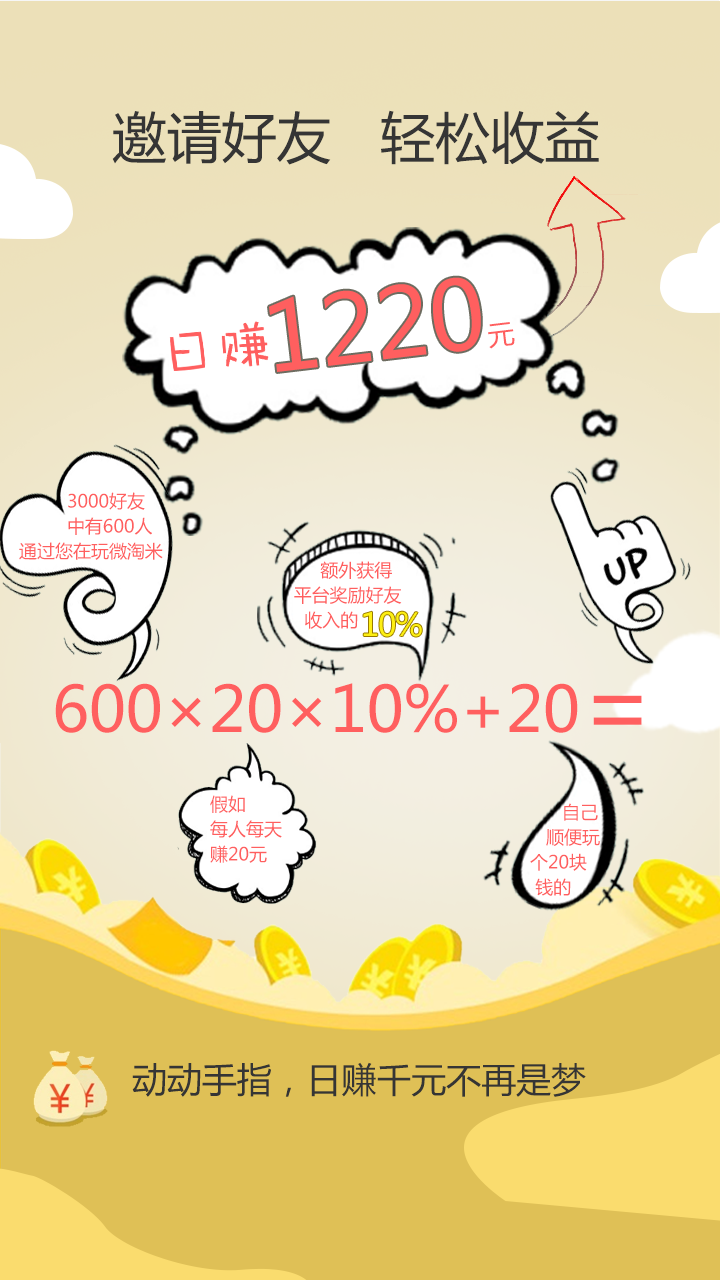 邀请好友 轻松收益
日赚1220元
3000好友
中有600人
通过您在玩微淘米
额外获得
平台奖励好友
收入的10%
UP
600×20×10%+20=
假如
每人每天
赚20元
自己
顺便玩
个20块
钱的
¥
¥
¥
¥
¥
¥ ¥
动动手指，日赚千元不再是梦